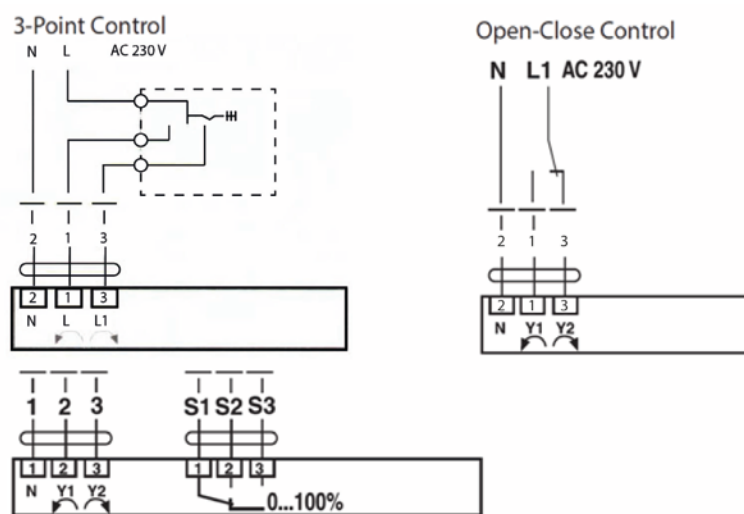 3-Point Control
N L AC 230 V
2 1 3
2 1 3
N L L1
1 2 3
1 2 3
N Y1 Y2
S1 S2 S3
1 2 3
0...100%
Open-Close Control
N L1 AC 230 V
2 1 3
2 1 3
N Y1 Y2